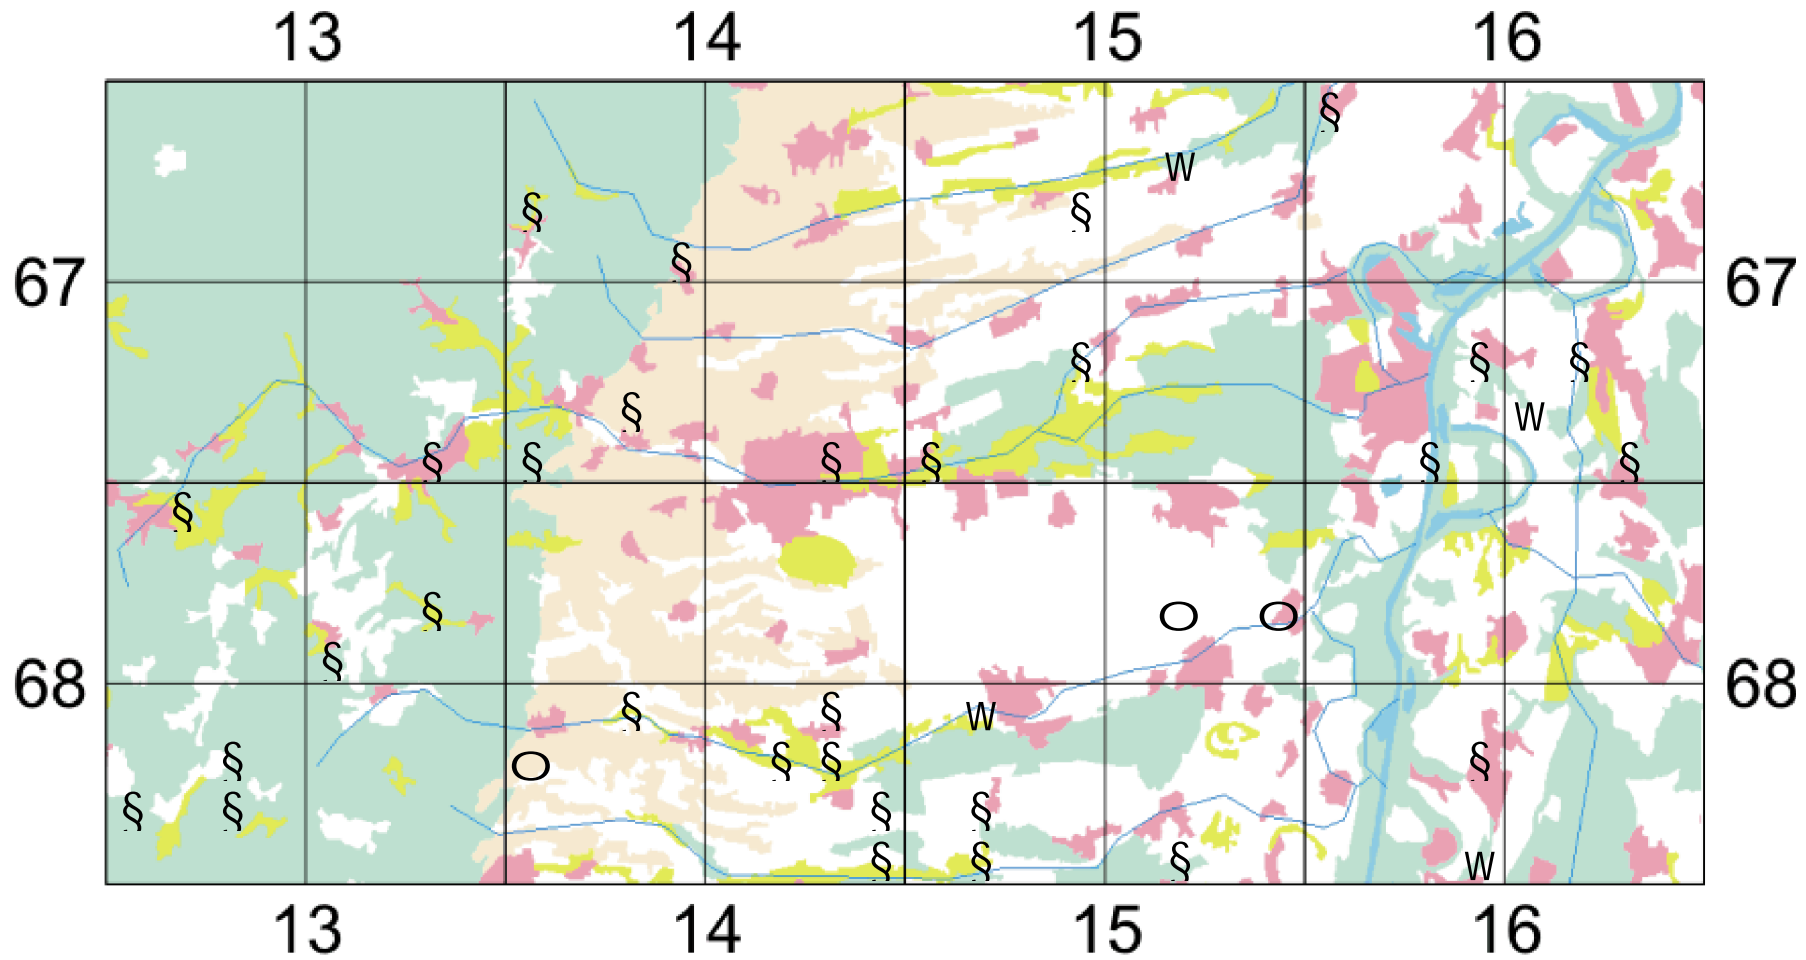 13 14 15 16
§
W
§ §
§
67 67
§ § §
§ W
§ § § § § §
§
§ O O
§
68 68
§ § W
§ § § §
O
§ § § §
§ § § W
13 14 15 16